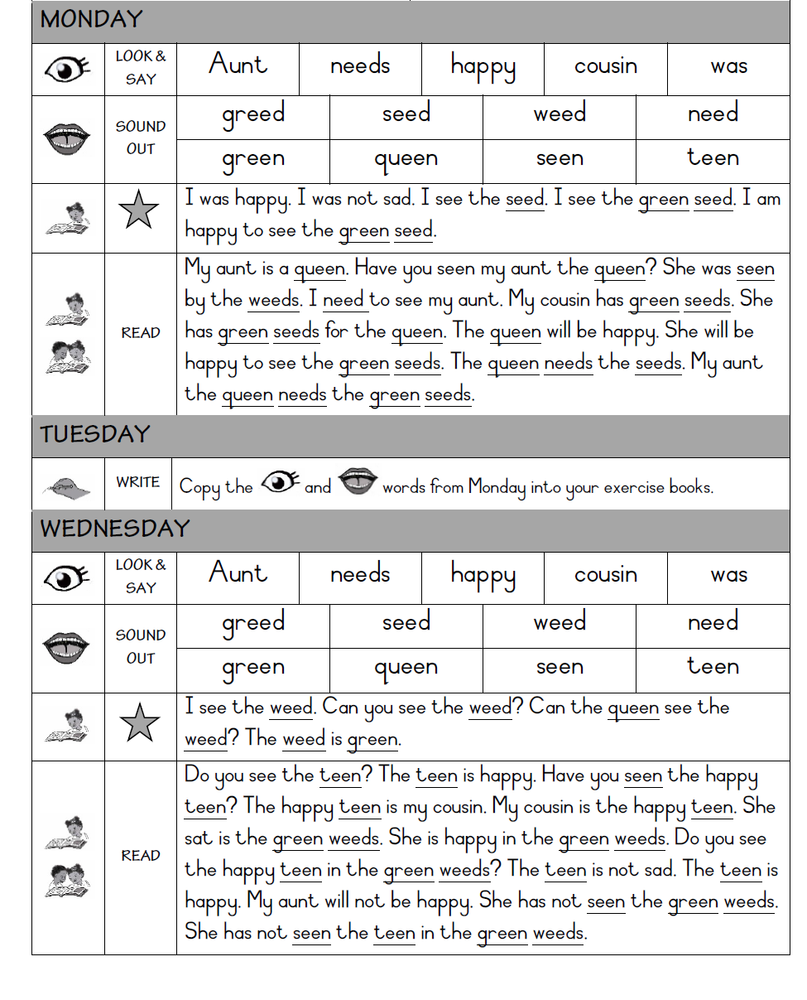 MONDAY
LOOK & SAY Aunt needs happy cousin was
SOUND OUT greed seed weed need
green queen seen teen
I was happy. I was not sad. I see the seed. I see the green seed. I am
happy to see the green seed.
READ
My aunt is a queen. Have you seen my aunt the queen? She was seen
by the weeds. I need to see my aunt. My cousin has green seeds. She
has green seeds for the queen. The queen will be happy. She will be
happy to see the green seeds. The queen needs the seeds. My aunt
the queen needs the green seeds.
TUESDAY
WRITE Copy the and words from Monday into your exercise books.
WEDNESDAY
LOOK & SAY Aunt needs happy cousin was
SOUND OUT greed seed weed need
green queen seen teen
I see the weed. Can you see the weed? Can the queen see the
weed? The weed is green.
READ
Do you see the teen? The teen is happy. Have you seen the happy
teen? The happy teen is my cousin. My cousin is the happy teen. She
sat is the green weeds. She is happy in the green weeds. Do you see
the happy teen in the green weeds? The teen is not sad. The teen is
happy. My aunt will not be happy. She has not seen the green weeds.
She has not seen the teen in the green weeds.